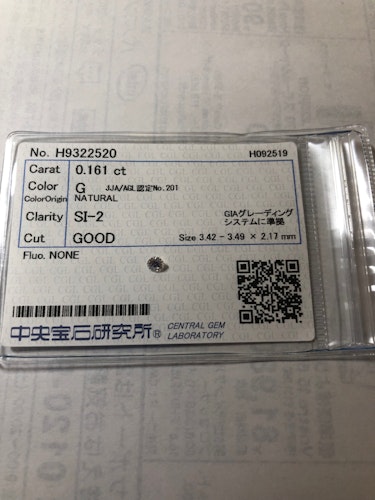 No. H9322520 H092519
Carat 0.161 ct
Color G JJA/AGL認定No.201
ColorOrigin NATURAL
Clarity SI-2 GIAグレーディング
システムに準拠
Cut GOOD Size 3.42 - 3.49 × 2.17 mm
Fluo. NONE
中央宝石研究所 CENTRAL GEM
LABORATORY